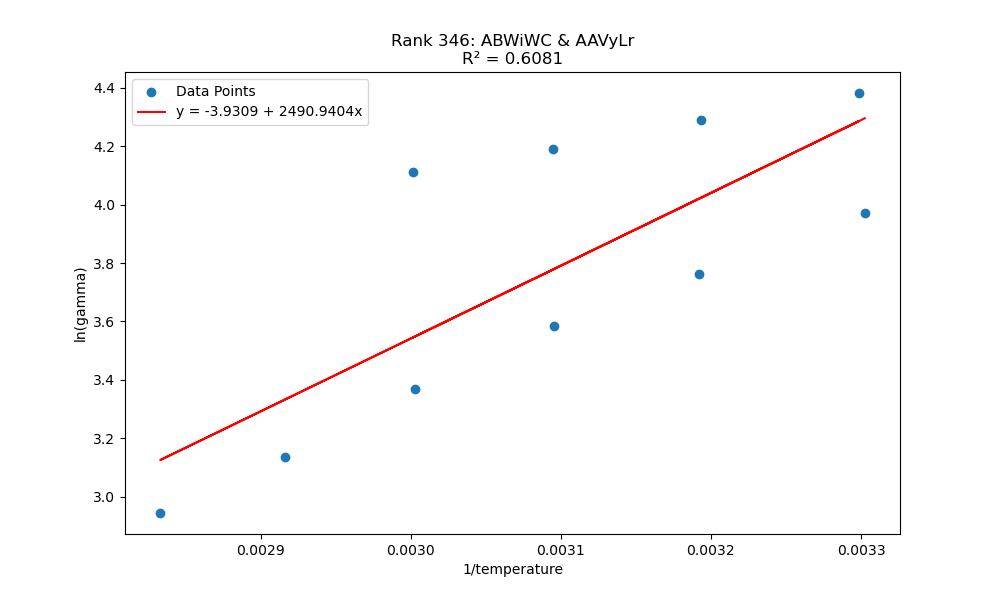 Rank 346: ABWiWC & AAVyLr
R² = 0.6081
Data Points
y = -3.9309 + 2490.9404x
4.4
4.2
4.0
3.8
3.6
3.4
3.2
3.0
ln(gamma)
0.0029
0.0030
0.0031
0.0032
0.0033
1/temperature